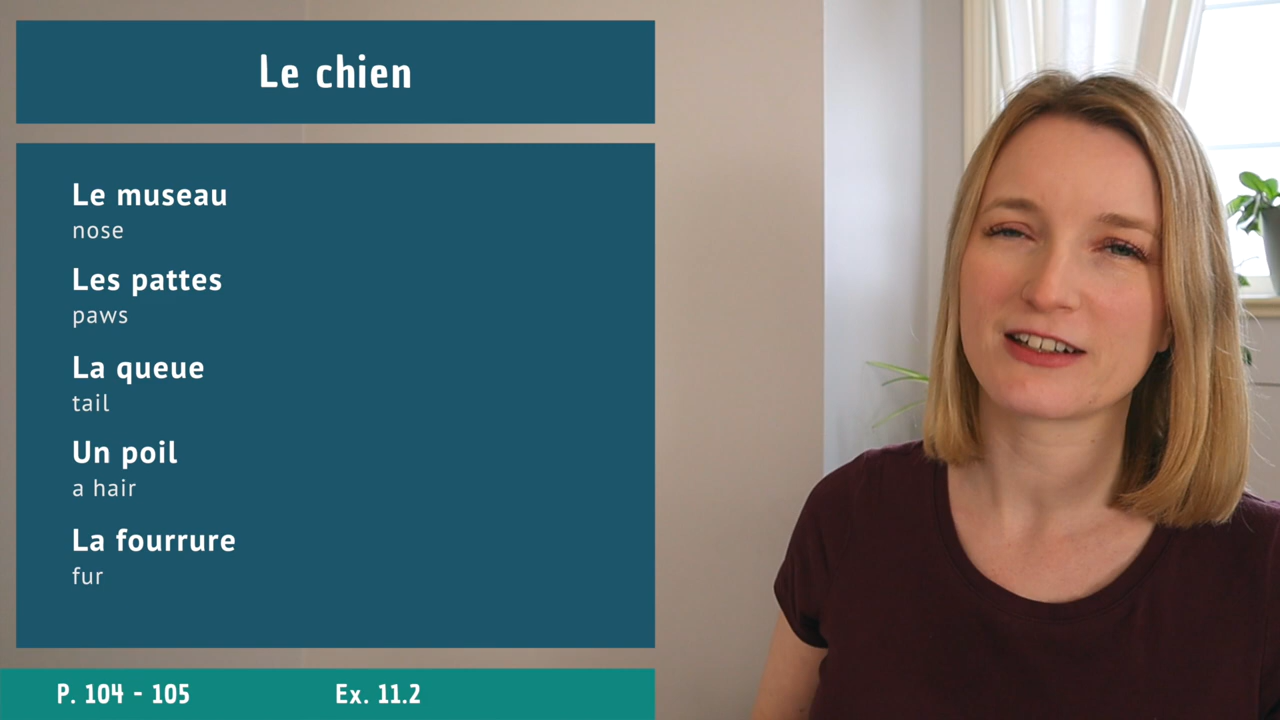 Le chien
Le museau
nose
Les pattes
paws
La queue
tail
Un poil
a hair
La fourrure
fur
P. 104 - 105
Ex. 11.2